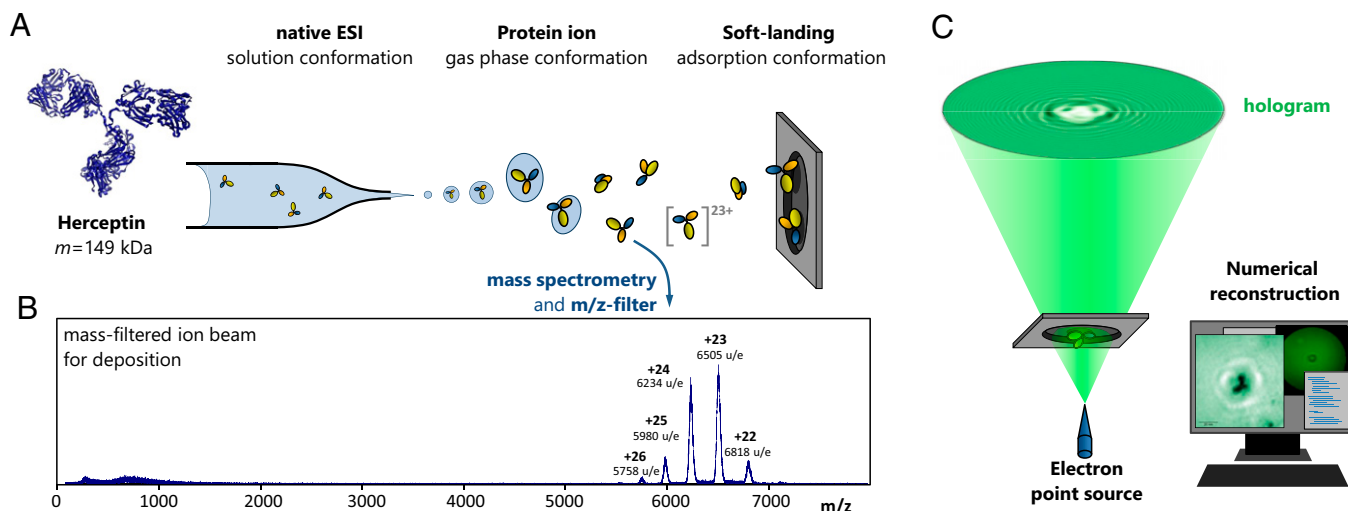 A
native ESI
solution conformation
Protein ion
gas phase conformation
Soft-landing
adsorption conformation
Herceptin
m=149 kDa
[ ]23+
mass spectrometry
and m/z-filter
B
mass-filtered ion beam
for deposition
+26
5758 u/e
+25
5980 u/e
+24
6234 u/e
+23
6505 u/e
+22
6818 u/e
0
1000
2000
3000
4000
5000
6000
7000
m/z
C
hologram
Numerical
reconstruction
Electron
point source